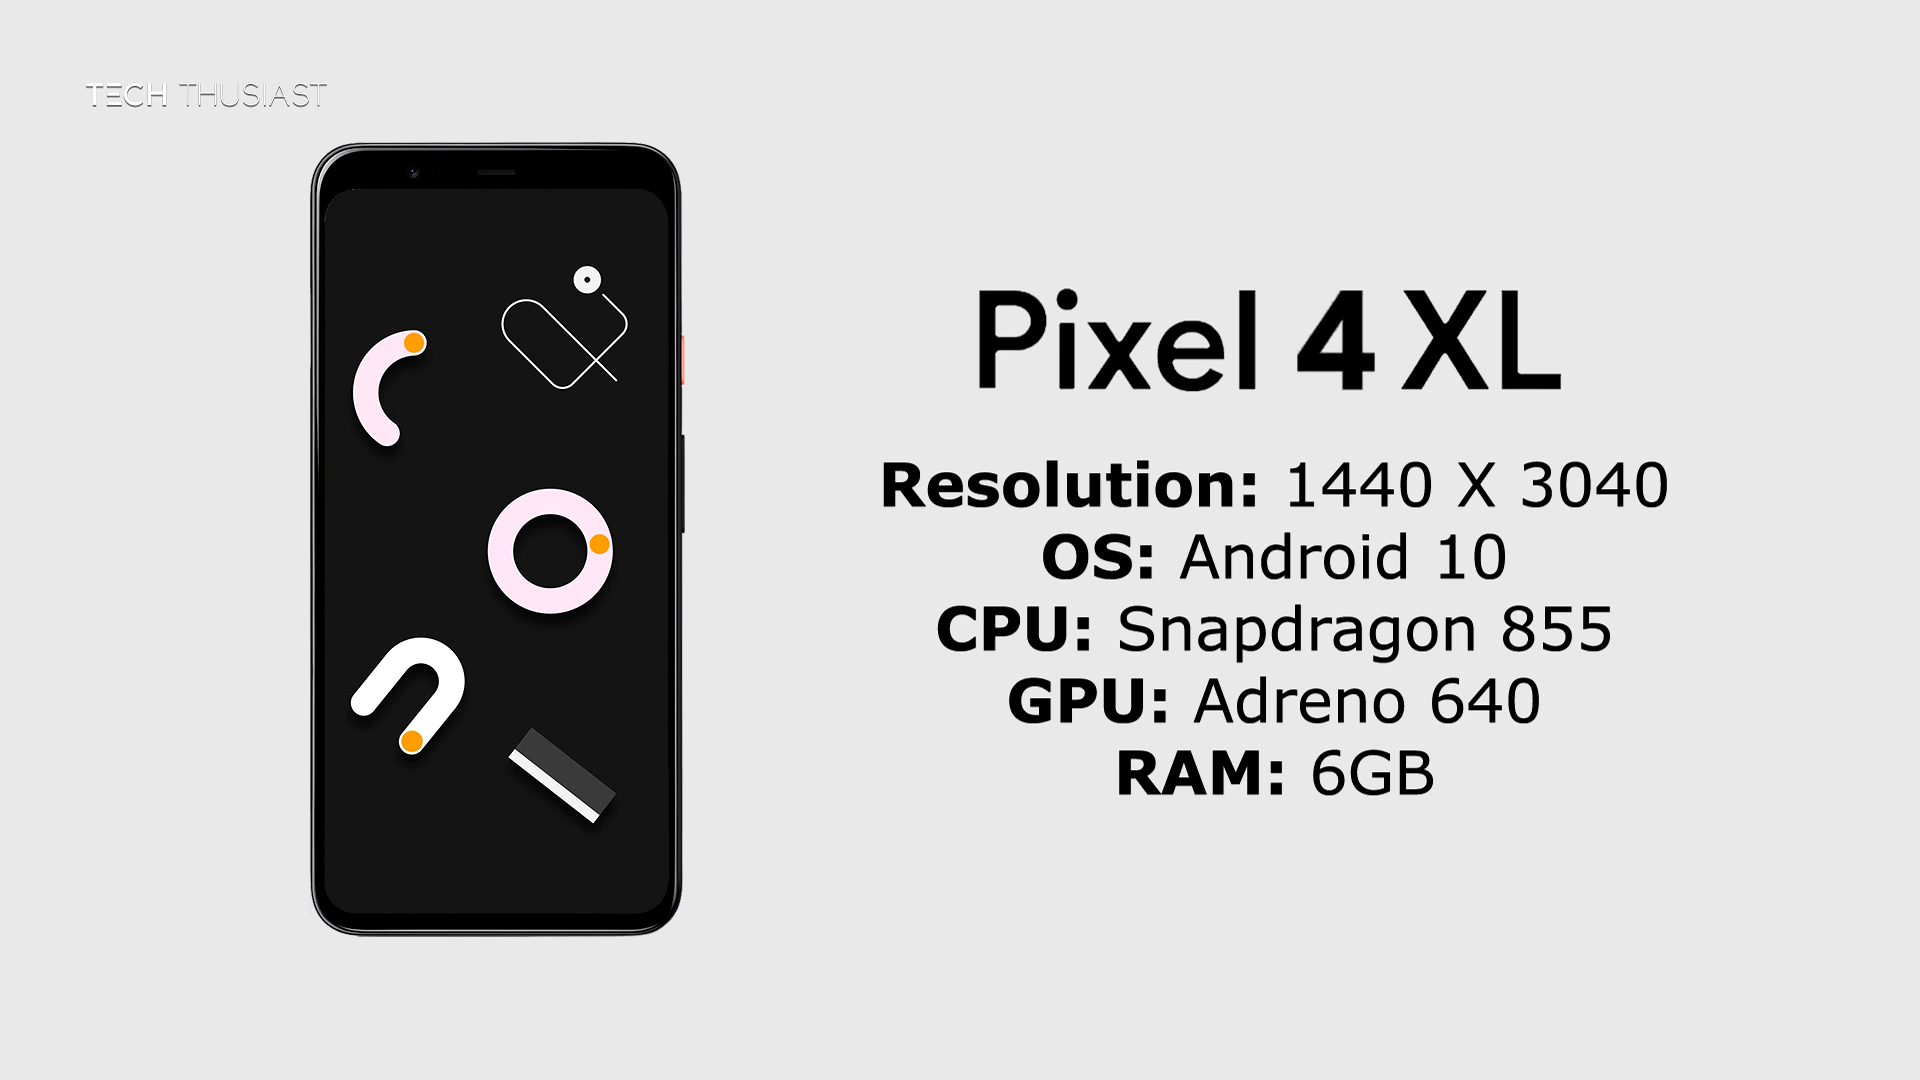 TECH THUSIAST
Pixel 4 XL
Resolution: 1440 X 3040
OS: Android 10
CPU: Snapdragon 855
GPU: Adreno 640
RAM: 6GB